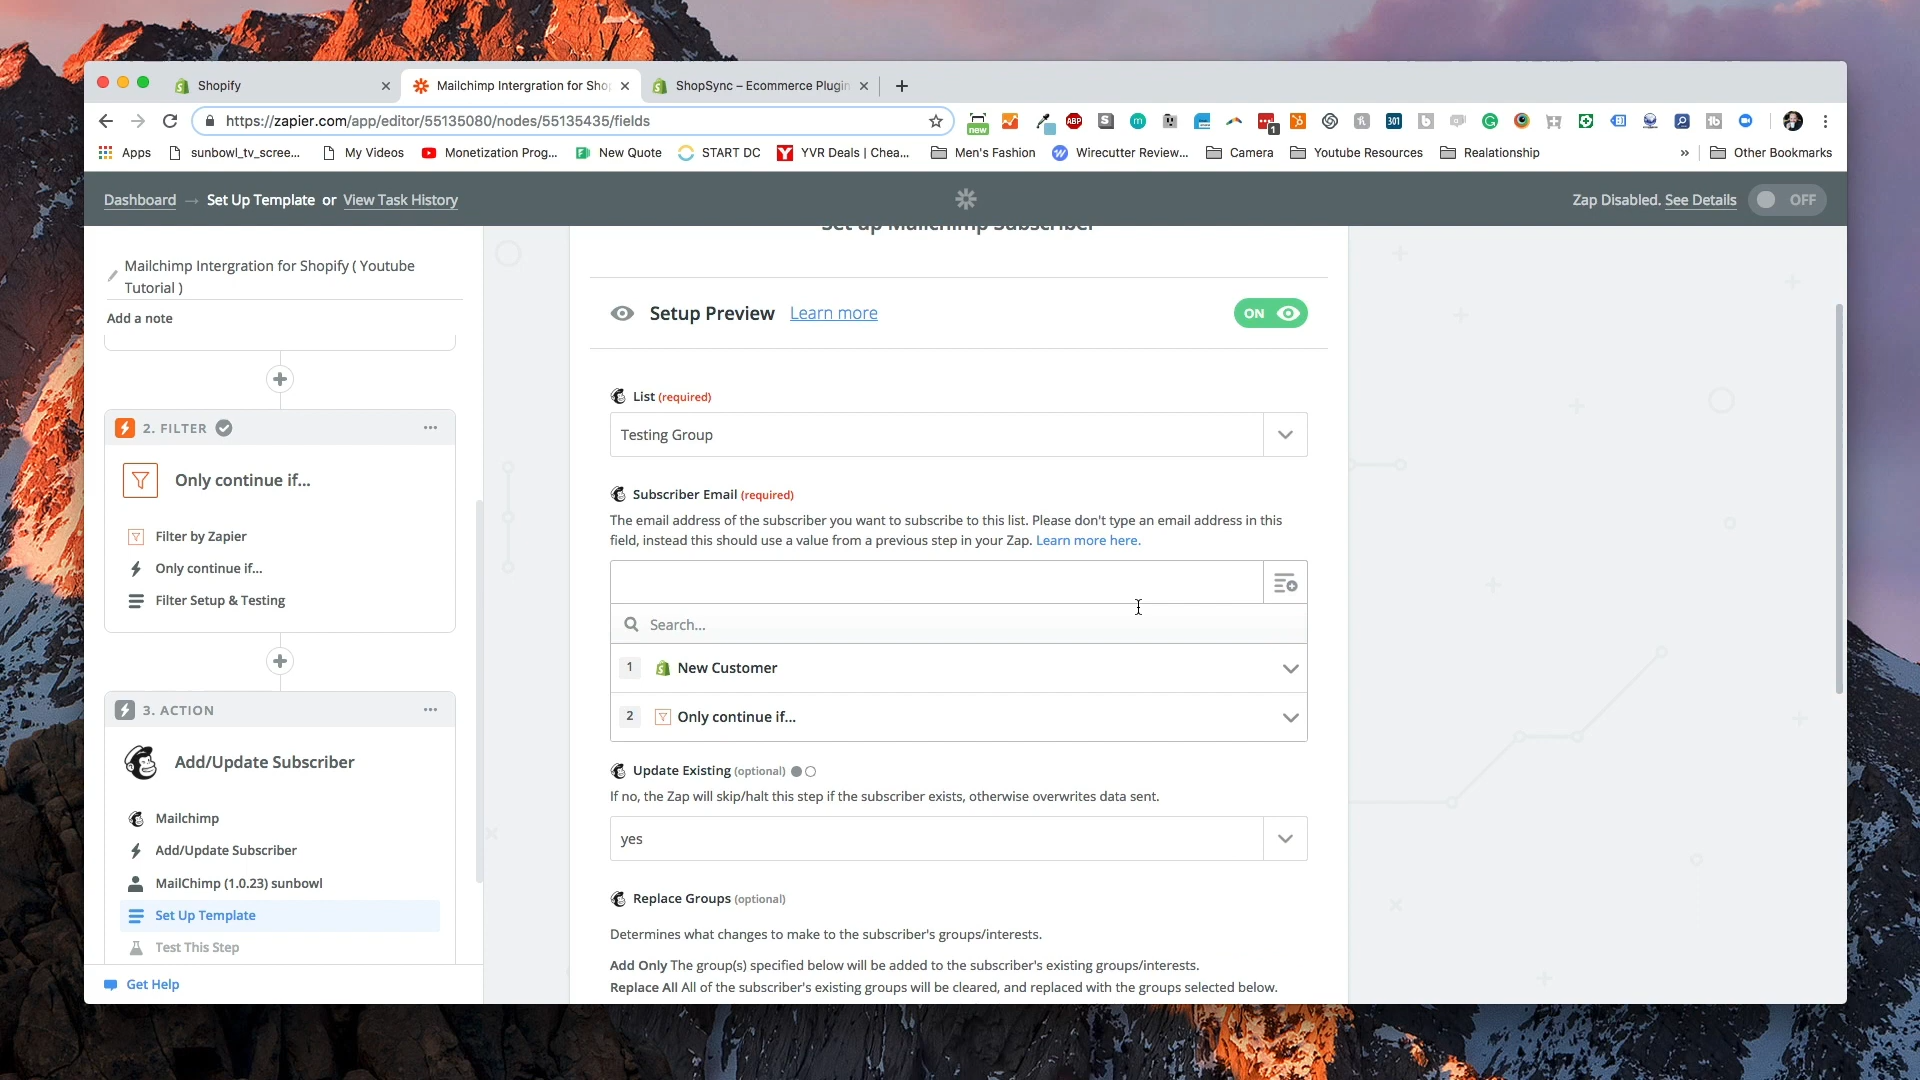 Shopify
Mailchimp Intergration for Sho
ShopSync – Ecommerce Plugin
https://zapier.com/app/editor/55135080/nodes/55135435/fields
new
ABP
S
m
1
301
b
tb
Apps
sunbowl_tv_scree...
My Videos
Monetization Prog...
New Quote
START DC
YVR Deals | Chea...
Men's Fashion
Wirecutter Review...
Camera
Youtube Resources
Realationship
»
Other Bookmarks
Dashboard → Set Up Template or View Task History
Zap Disabled. See Details
OFF
Mailchimp Intergration for Shopify ( Youtube
Tutorial )
Add a note
2. FILTER
Only continue if...
Filter by Zapier
Only continue if...
Filter Setup & Testing
3. ACTION
Add/Update Subscriber
Mailchimp
Add/Update Subscriber
MailChimp (1.0.23) sunbowl
Set Up Template
Test This Step
Get Help
Set up Mailchimp Subscriber
Setup Preview Learn more
ON
List (required)
Testing Group
Subscriber Email (required)
The email address of the subscriber you want to subscribe to this list. Please don't type an email address in this
field, instead this should use a value from a previous step in your Zap. Learn more here.
Search...
1 New Customer
2 Only continue if...
Update Existing (optional)
If no, the Zap will skip/halt this step if the subscriber exists, otherwise overwrites data sent.
yes
Replace Groups (optional)
Determines what changes to make to the subscriber's groups/interests.
Add Only The group(s) specified below will be added to the subscriber's existing groups/interests.
Replace All All of the subscriber's existing groups will be cleared, and replaced with the groups selected below.